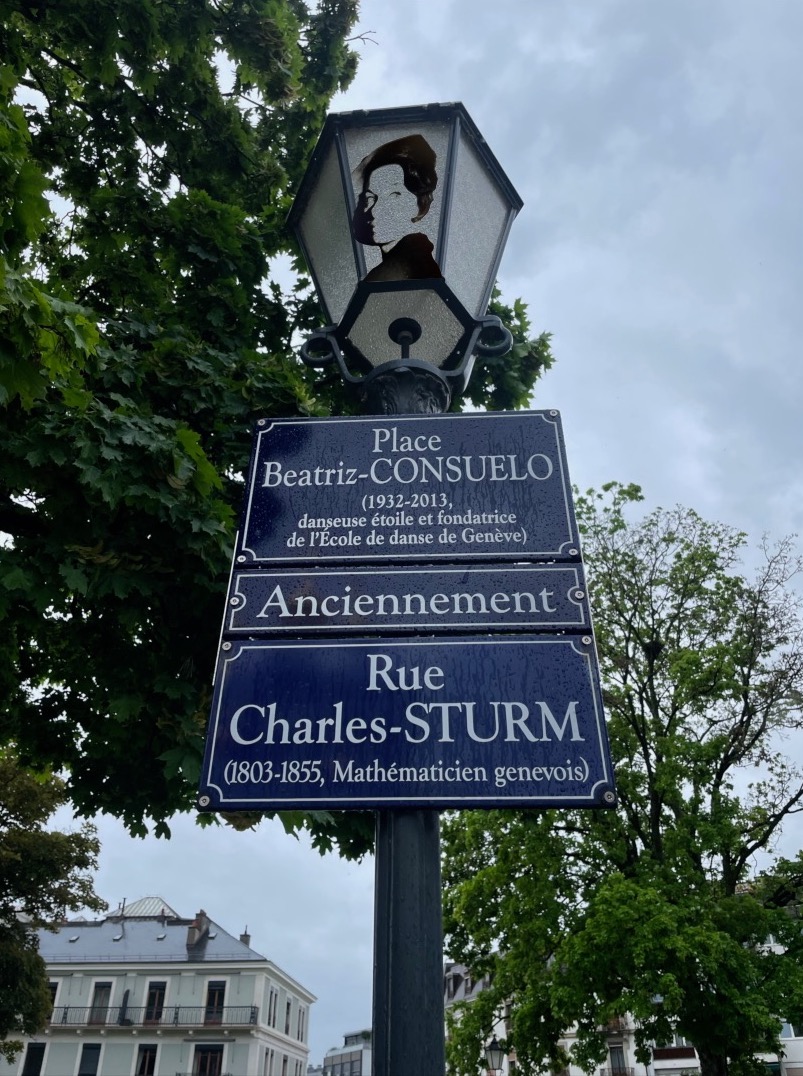 Place
Beatriz-CONSUELO
(1932-2013,
danseuse étoile et fondatrice
de l'École de danse de Genève)
Anciennement
Rue
Charles-STURM
(1803-1855, Mathématicien genevois)